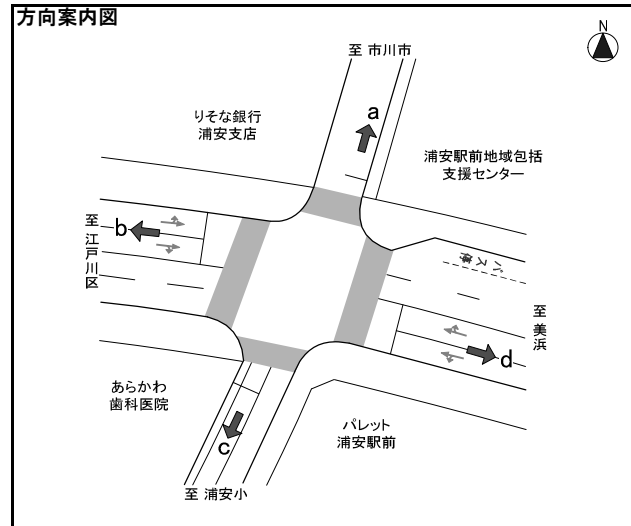 方向案内図
N
至 市川市
a
りそな銀行
浦安支店
浦安駅前地域包括
支援センター
b
至 江戸川区
バス専
至 美浜
d
あらかわ
歯科医院
c
パレット
浦安駅前
至 浦安小